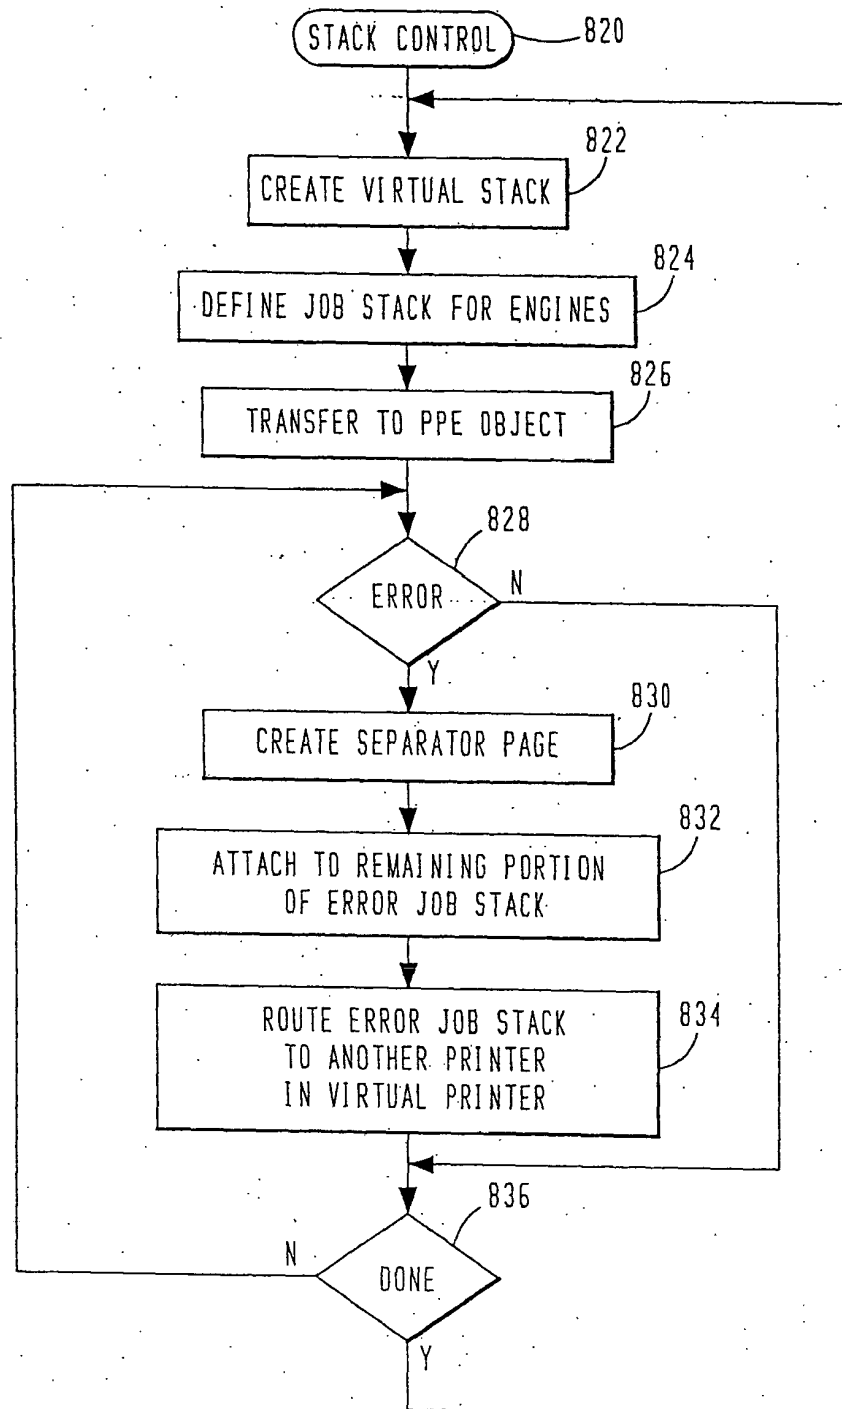 STACK CONTROL
820
822
CREATE VIRTUAL STACK
824
DEFINE JOB STACK FOR ENGINES
826
TRANSFER TO PPE OBJECT
828
ERROR
N
Y
830
CREATE SEPARATOR PAGE
832
ATTACH TO REMAINING PORTION
OF ERROR JOB STACK
834
ROUTE ERROR JOB STACK
TO ANOTHER PRINTER
IN VIRTUAL PRINTER
836
N
DONE
Y